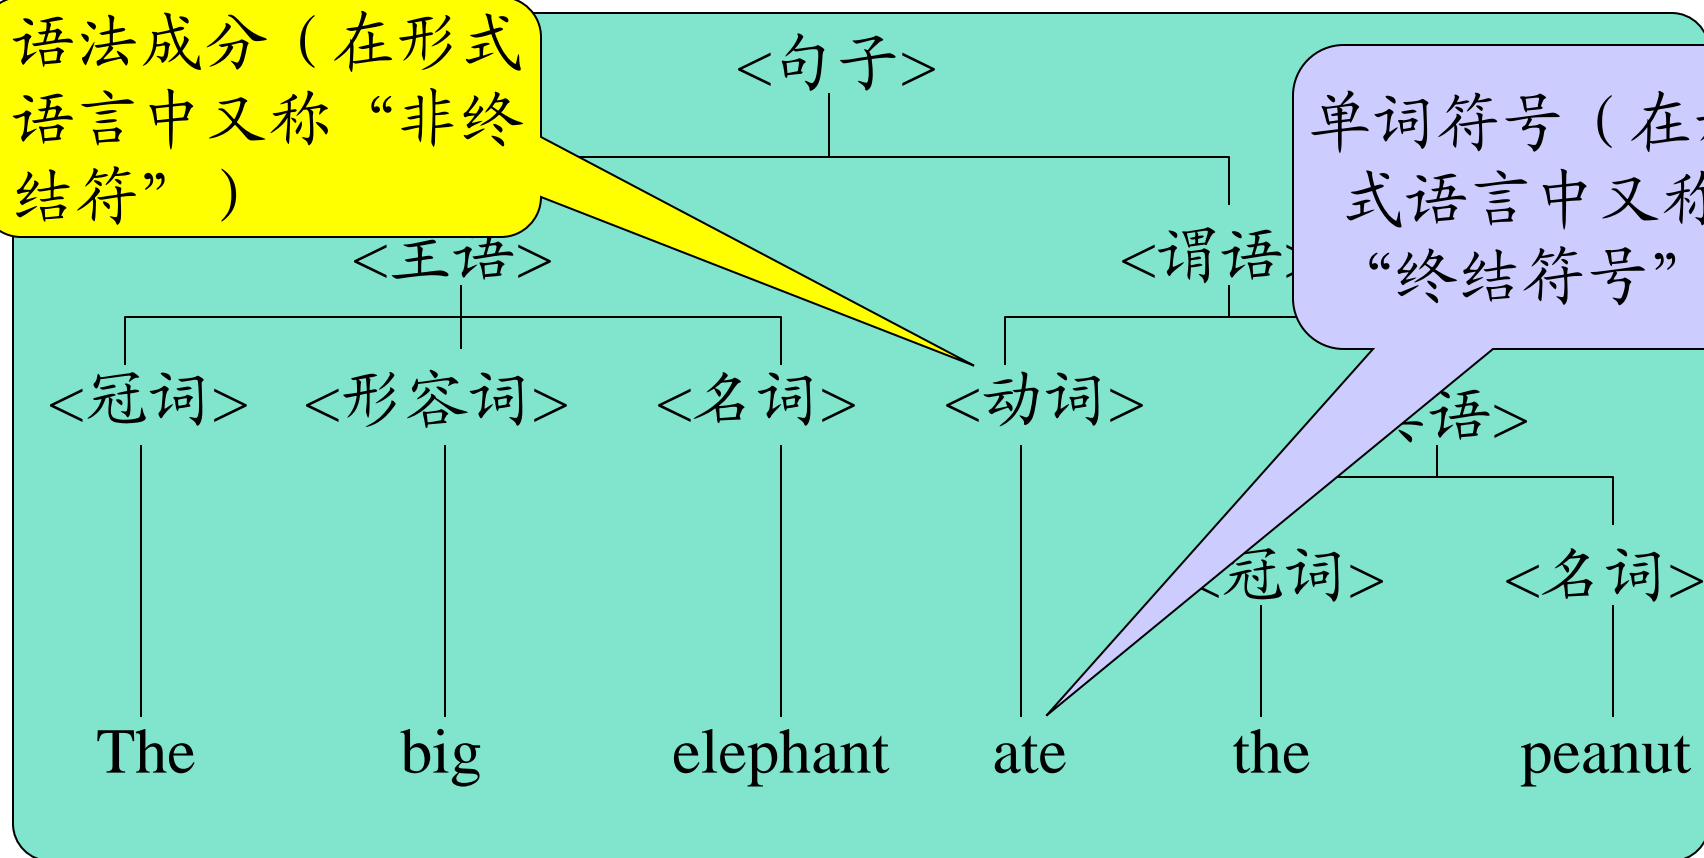 语法成分（在形式
语言中又称“非终
结符”）
<句子>
单词符号（在
式语言中又称
“终结符号”
<主语>
<谓语>
<冠词> <形容词> <名词> <动词>
语>
冠词> <名词>
The big elephant ate the peanut